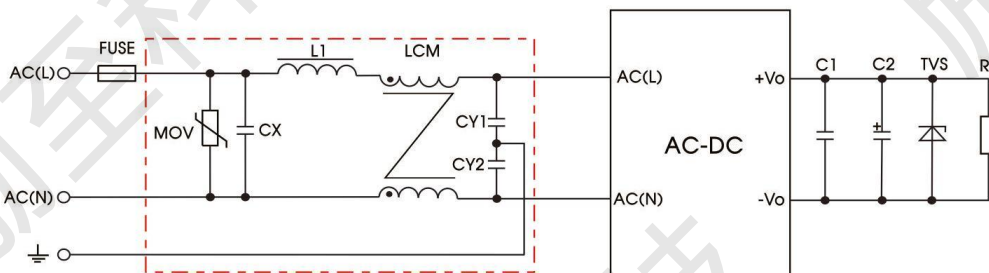 FUSE
L1
LCM
AC(L)
MOV
CX
CY1
CY2
AC(N)
AC(L)
AC-DC
AC(N)
+Vo
-Vo
C1
C2
TVS
+
R